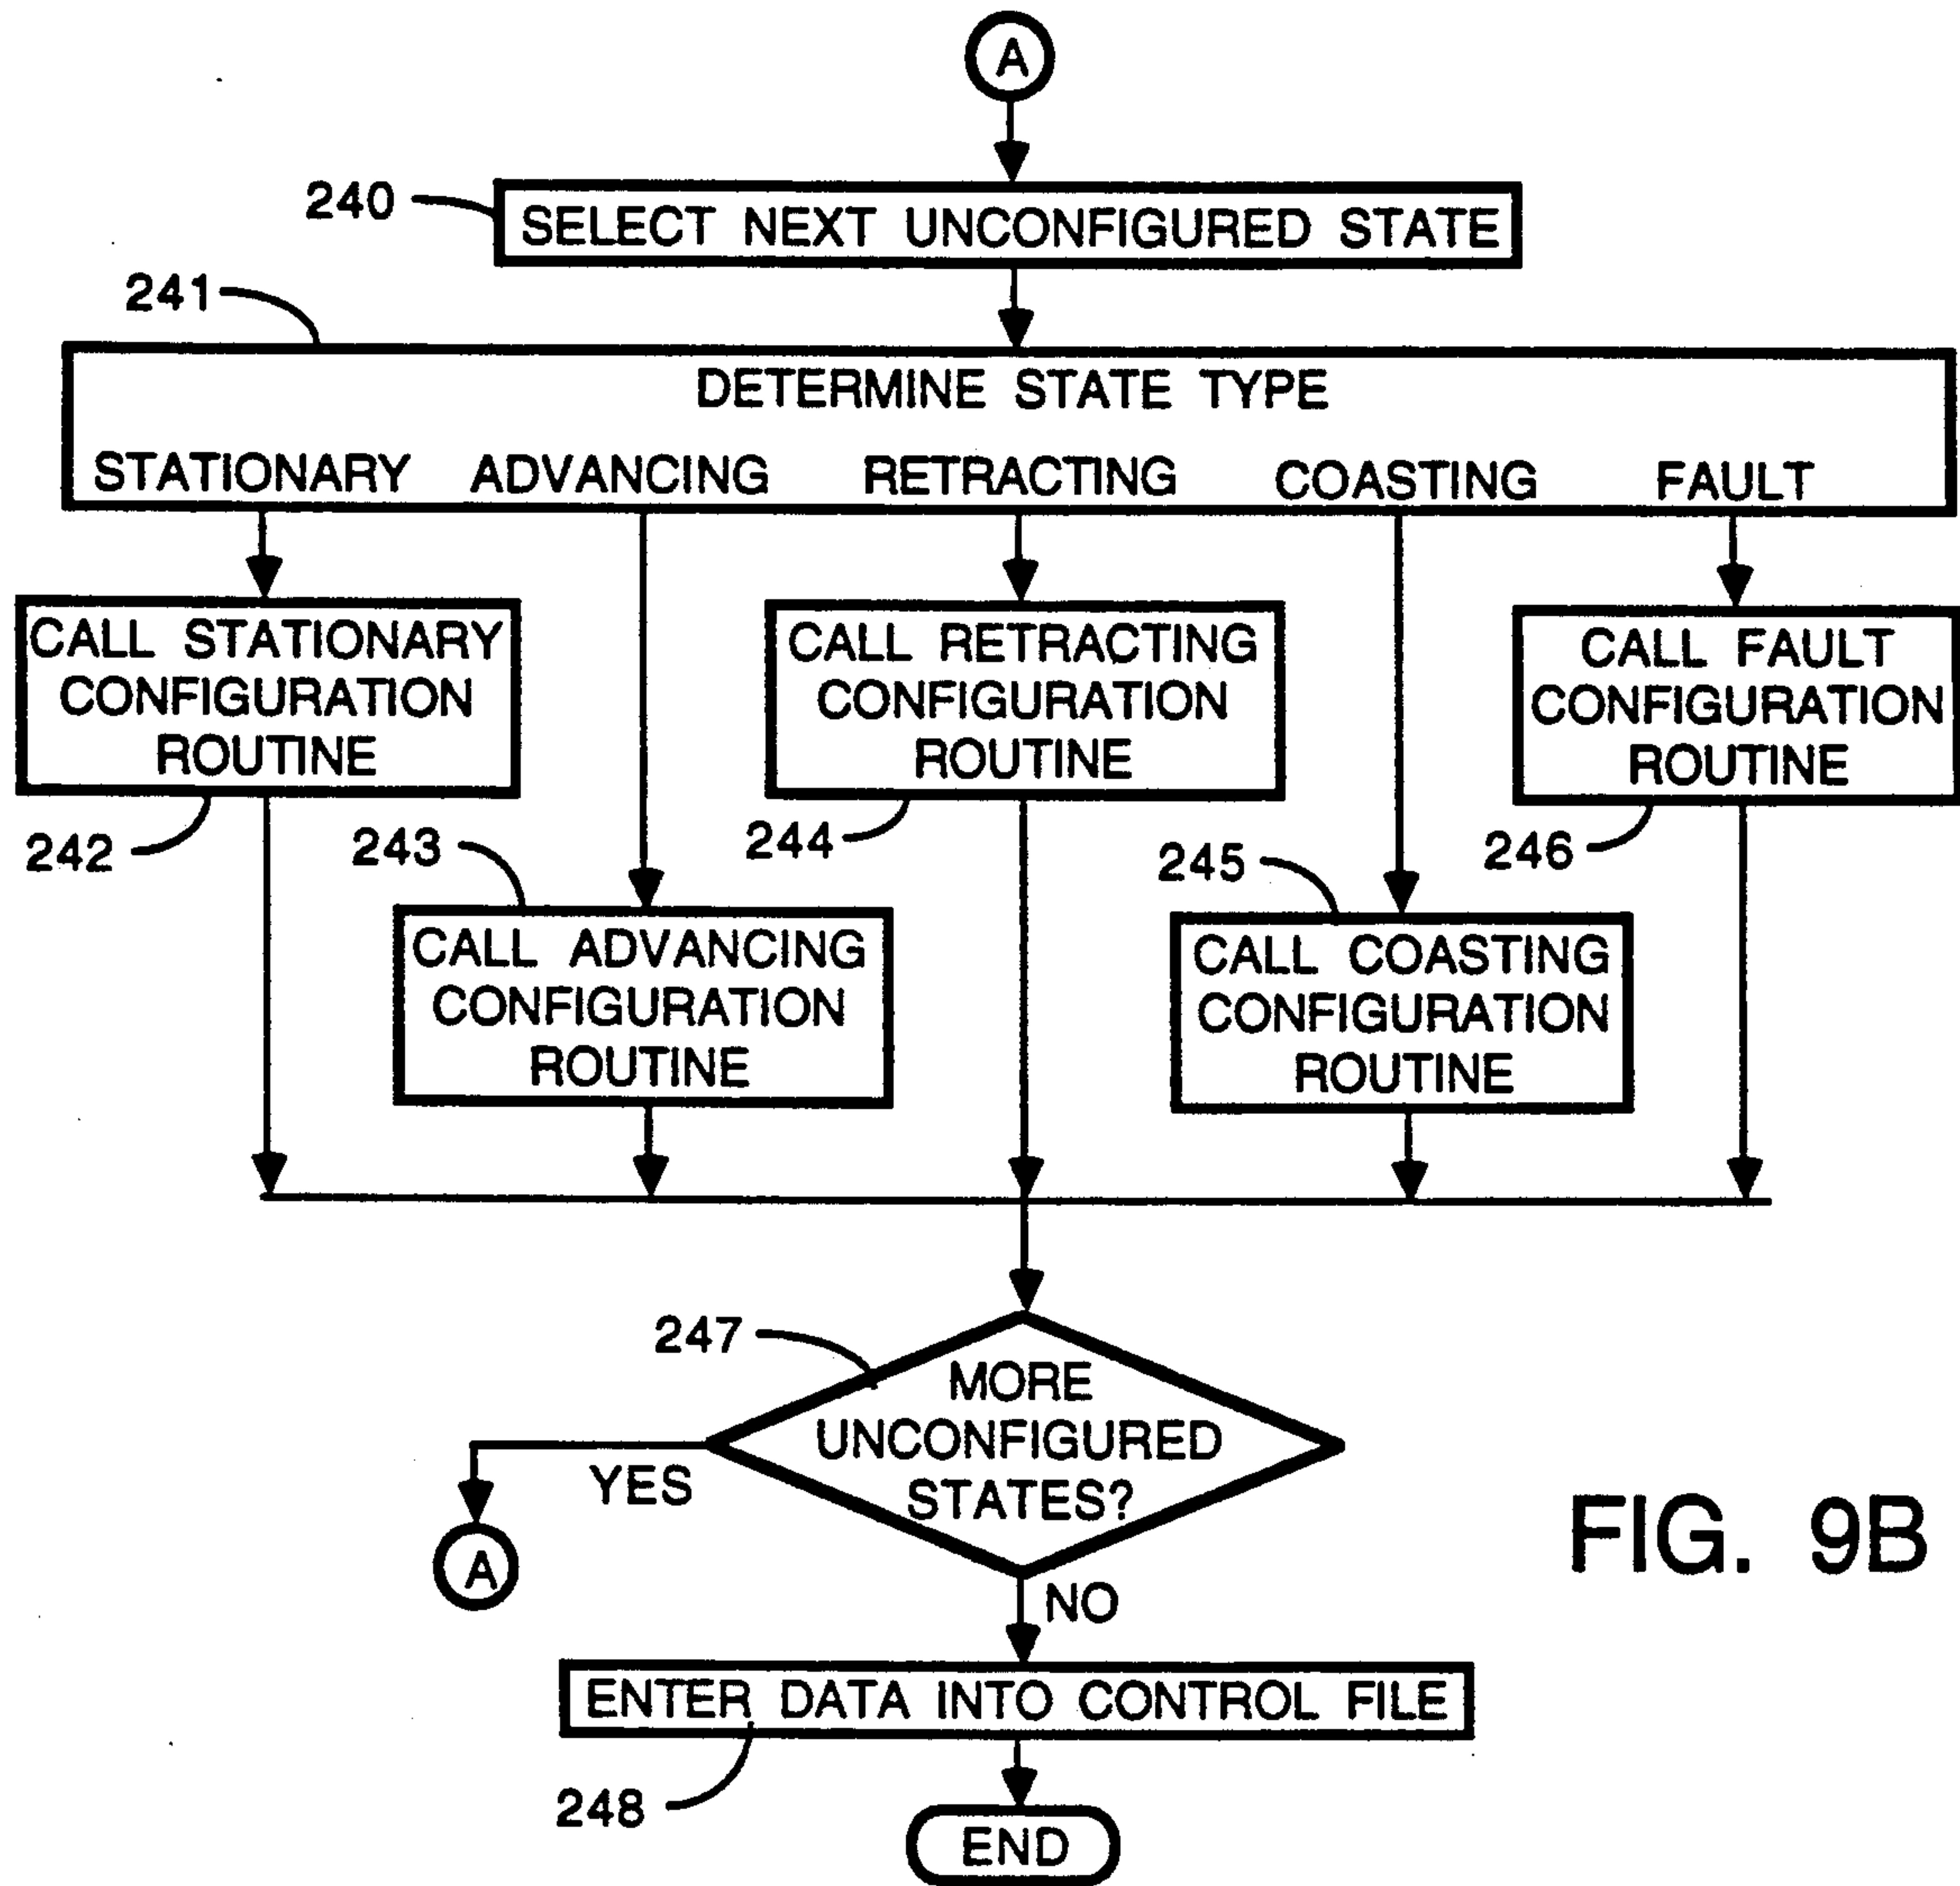 A
240
SELECT NEXT UNCONFIGURED STATE
241
DETERMINE STATE TYPE
STATIONARY ADVANCING RETRACTING COASTING FAULT
CALL STATIONARY
CONFIGURATION
ROUTINE
CALL RETRACTING
CONFIGURATION
ROUTINE
CALL FAULT
CONFIGURATION
ROUTINE
242
243
244
245
246
CALL ADVANCING
CONFIGURATION
ROUTINE
CALL COASTING
CONFIGURATION
ROUTINE
247
MORE
UNCONFIGURED
STATES?
YES
A
NO
FIG. 9B
ENTER DATA INTO CONTROL FILE
248
END